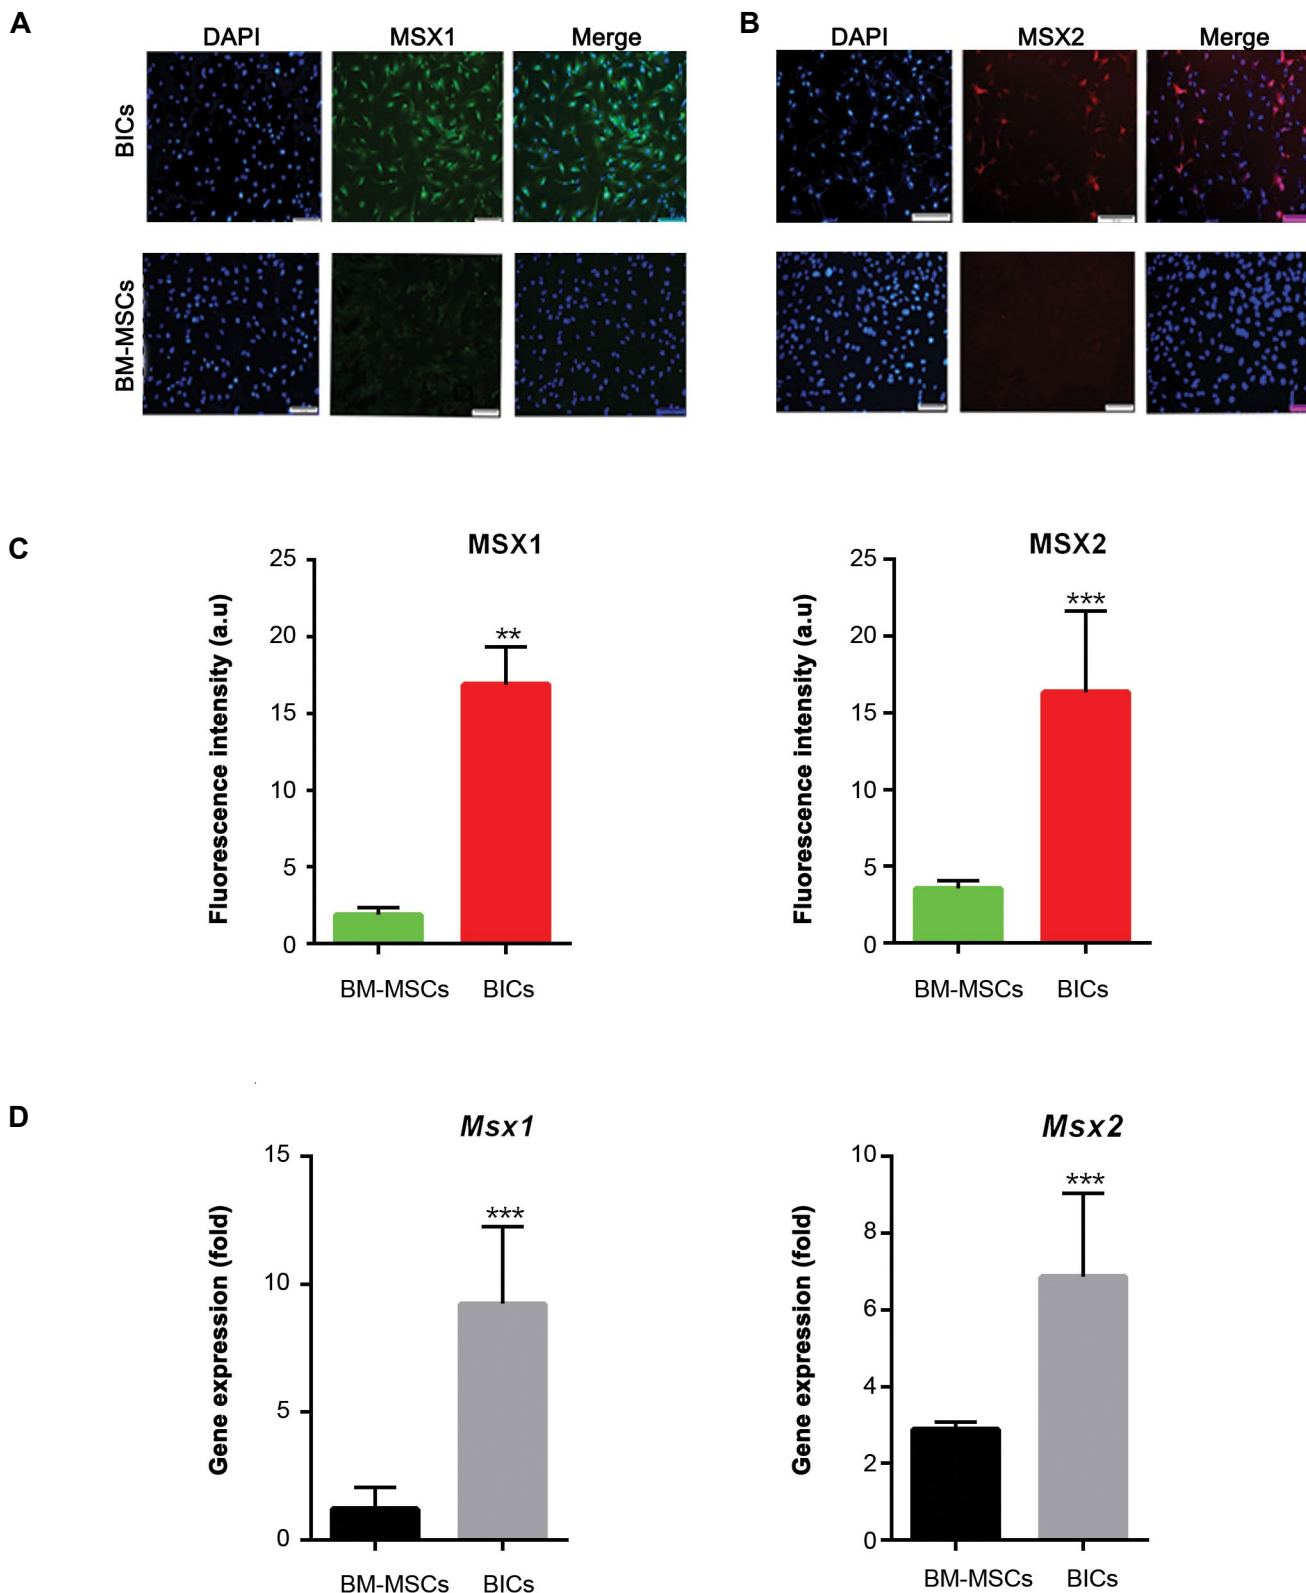 A
B
DAPI MSX1 Merge
DAPI MSX2 Merge
BICs
BM-MSCs
C
MSX1
MSX2
Fluorescence intensity (a.u)
25
20
15
10
5
0
**
BM-MSCs BICs
Fluorescence intensity (a.u)
25
20
15
10
5
0
***
BM-MSCs BICs
D
Msx1
Msx2
Gene expression (fold)
15
10
5
0
***
BM-MSCs BICs
Gene expression (fold)
10
8
6
4
2
0
***
BM-MSCs BICs